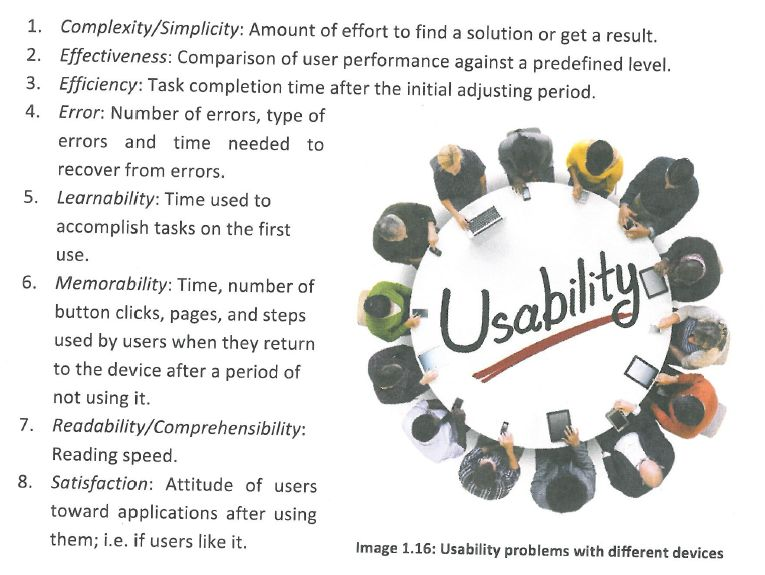 1. Complexity/Simplicity: Amount of effort to find a solution or get a result.
2. Effectiveness: Comparison of user performance against a predefined level.
3. Efficiency: Task completion time after the initial adjusting period.
4. Error: Number of errors, type of
errors and time needed to
recover from errors.
5. Learnability: Time used to
accomplish tasks on the first
use.
6. Memorability: Time, number of
button clicks, pages, and steps
used by users when they return
to the device after a period of
not using it.
7. Readability/Comprehensibility:
Reading speed.
8. Satisfaction: Attitude of users
toward applications after using
them; i.e. if users like it.
Usability
Image 1.16: Usability problems with different devices